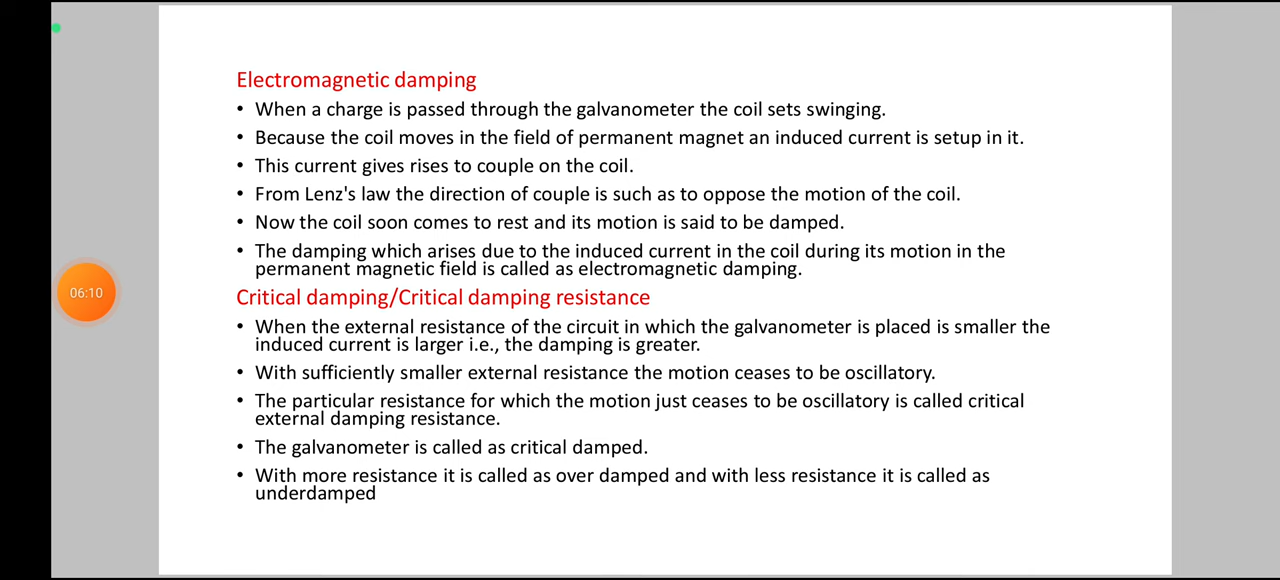 Electromagnetic damping
• When a charge is passed through the galvanometer the coil sets swinging.
• Because the coil moves in the field of permanent magnet an induced current is setup in it.
• This current gives rises to couple on the coil.
• From Lenz's law the direction of couple is such as to oppose the motion of the coil.
• Now the coil soon comes to rest and its motion is said to be damped.
• The damping which arises due to the induced current in the coil during its motion in the
permanent magnetic field is called as electromagnetic damping.
06:10
Critical damping/Critical damping resistance
• When the external resistance of the circuit in which the galvanometer is placed is smaller the
induced current is larger i.e., the damping is greater.
• With sufficiently smaller external resistance the motion ceases to be oscillatory.
• The particular resistance for which the motion just ceases to be oscillatory is called critical
external damping resistance.
• The galvanometer is called as critical damped.
• With more resistance it is called as over damped and with less resistance it is called as
underdamped